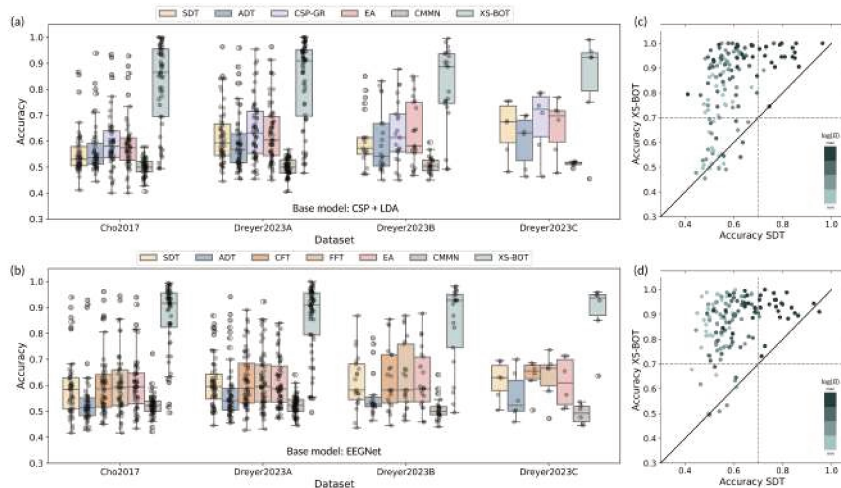 (a)
SDT ADT CSP-GR EA CMMN XS-BOT
Accuracy
1.0
0.9
0.8
0.7
0.6
0.5
0.4
0.3
Base model: CSP + LDA
Cho2017 Dreyer2023A Dreyer2023B Dreyer2023C
Dataset
(b)
SDT ADT CFT FFT EA CMMN XS-BOT
Accuracy
1.0
0.9
0.8
0.7
0.6
0.5
0.4
0.3
Base model: EEGNet
Cho2017 Dreyer2023A Dreyer2023B Dreyer2023C
Dataset
(c)
Accuracy XS-BOT
1.0
0.9
0.8
0.7
0.6
0.5
0.4
0.3
0.4 0.6 0.8 1.0
Accuracy SDT
(d)
Accuracy XS-BOT
1.0
0.9
0.8
0.7
0.6
0.5
0.4
0.3
0.4 0.6 0.8 1.0
Accuracy SDT